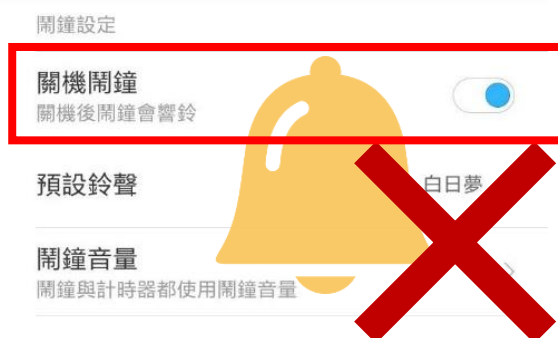 鬧鐘設定
關機鬧鐘
關機後鬧鐘會響鈴
預設鈴聲
白日夢
鬧鐘音量
鬧鐘與計時器都使用鬧鐘音量